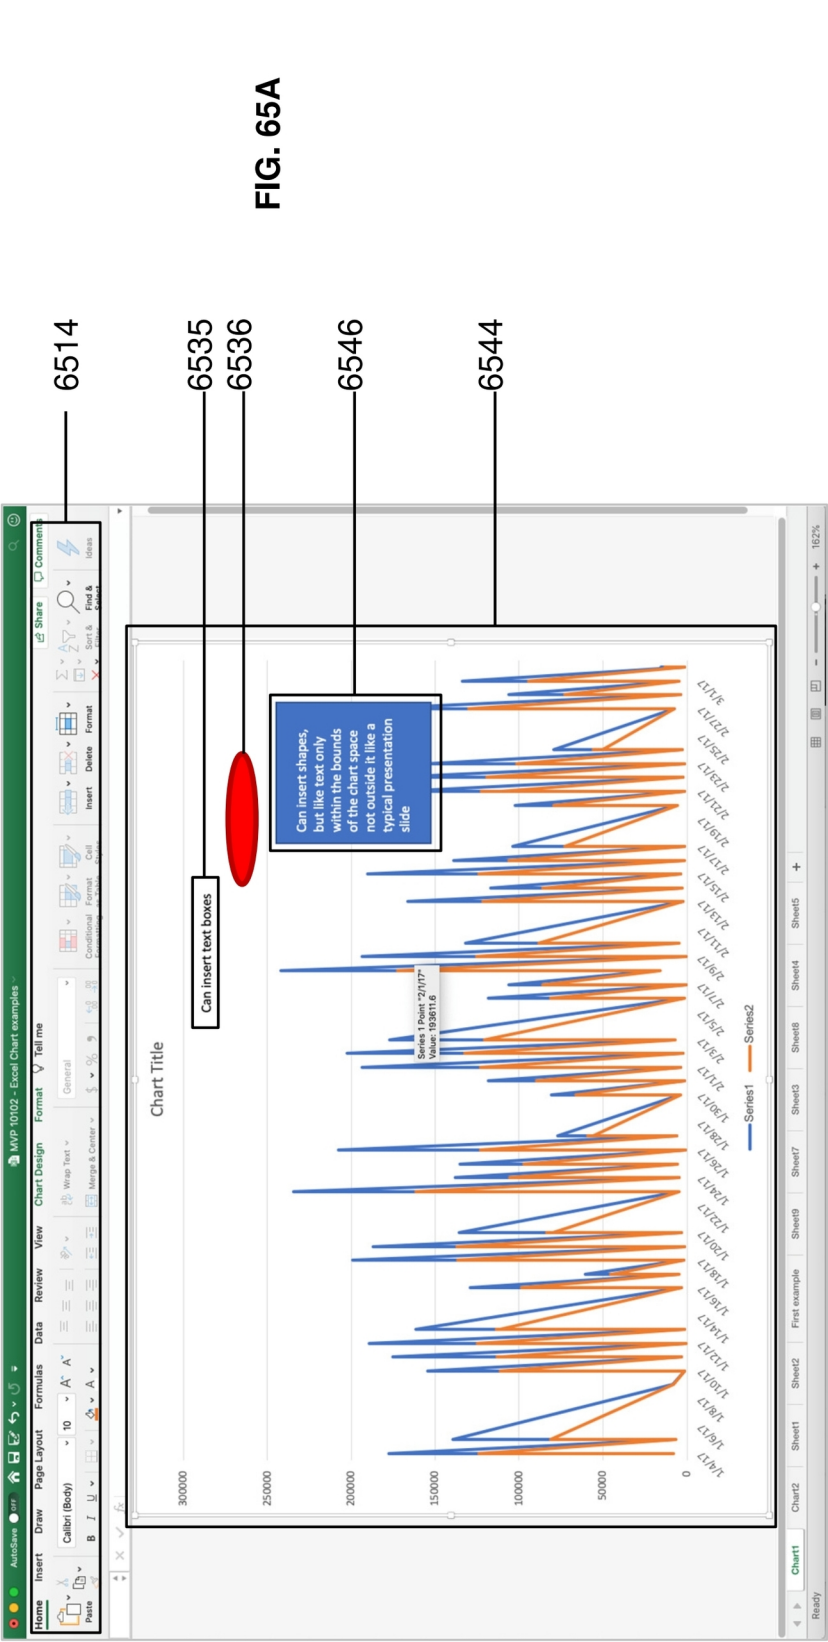 FIG. 65A
6514
6535
6536
6546
6544
AutoSave OFF
MVP 10102 - Excel Chart examples
Home Insert Draw Page Layout Formulas Data Review View Chart Design Format Tell me
Share Comments
Paste
Calibri (Body) 10 A^ A˅
B I U A
Wrap Text
Merge & Center
General
$ % 9
Conditional Format Cell
Insert Delete Format
Sort &
Find &
Ideas
fx
Chart Title
300000
250000
200000
150000
100000
50000
0
Can insert text boxes
Can insert shapes,
but like text only
within the bounds
of the chart space
not outside it like a
typical presentation
slide
Series 1 Point "2/1/17"
Value: 193611.6
1/4/17 1/6/17 1/8/17 1/10/17 1/12/17 1/14/17 1/16/17 1/18/17 1/20/17 1/22/17 1/24/17 1/26/17 1/28/17 1/30/17 2/1/17 2/3/17 2/5/17 2/7/17 2/9/17 2/11/17 2/13/17 2/15/17 2/17/17 2/19/17 2/21/17 2/23/17 2/25/17 2/27/17 3/1/17
Series1 Series2
Chart1 Chart2 Sheet1 Sheet2 First example Sheet9 Sheet7 Sheet3 Sheet8 Sheet4 Sheet5 +
Ready
162%